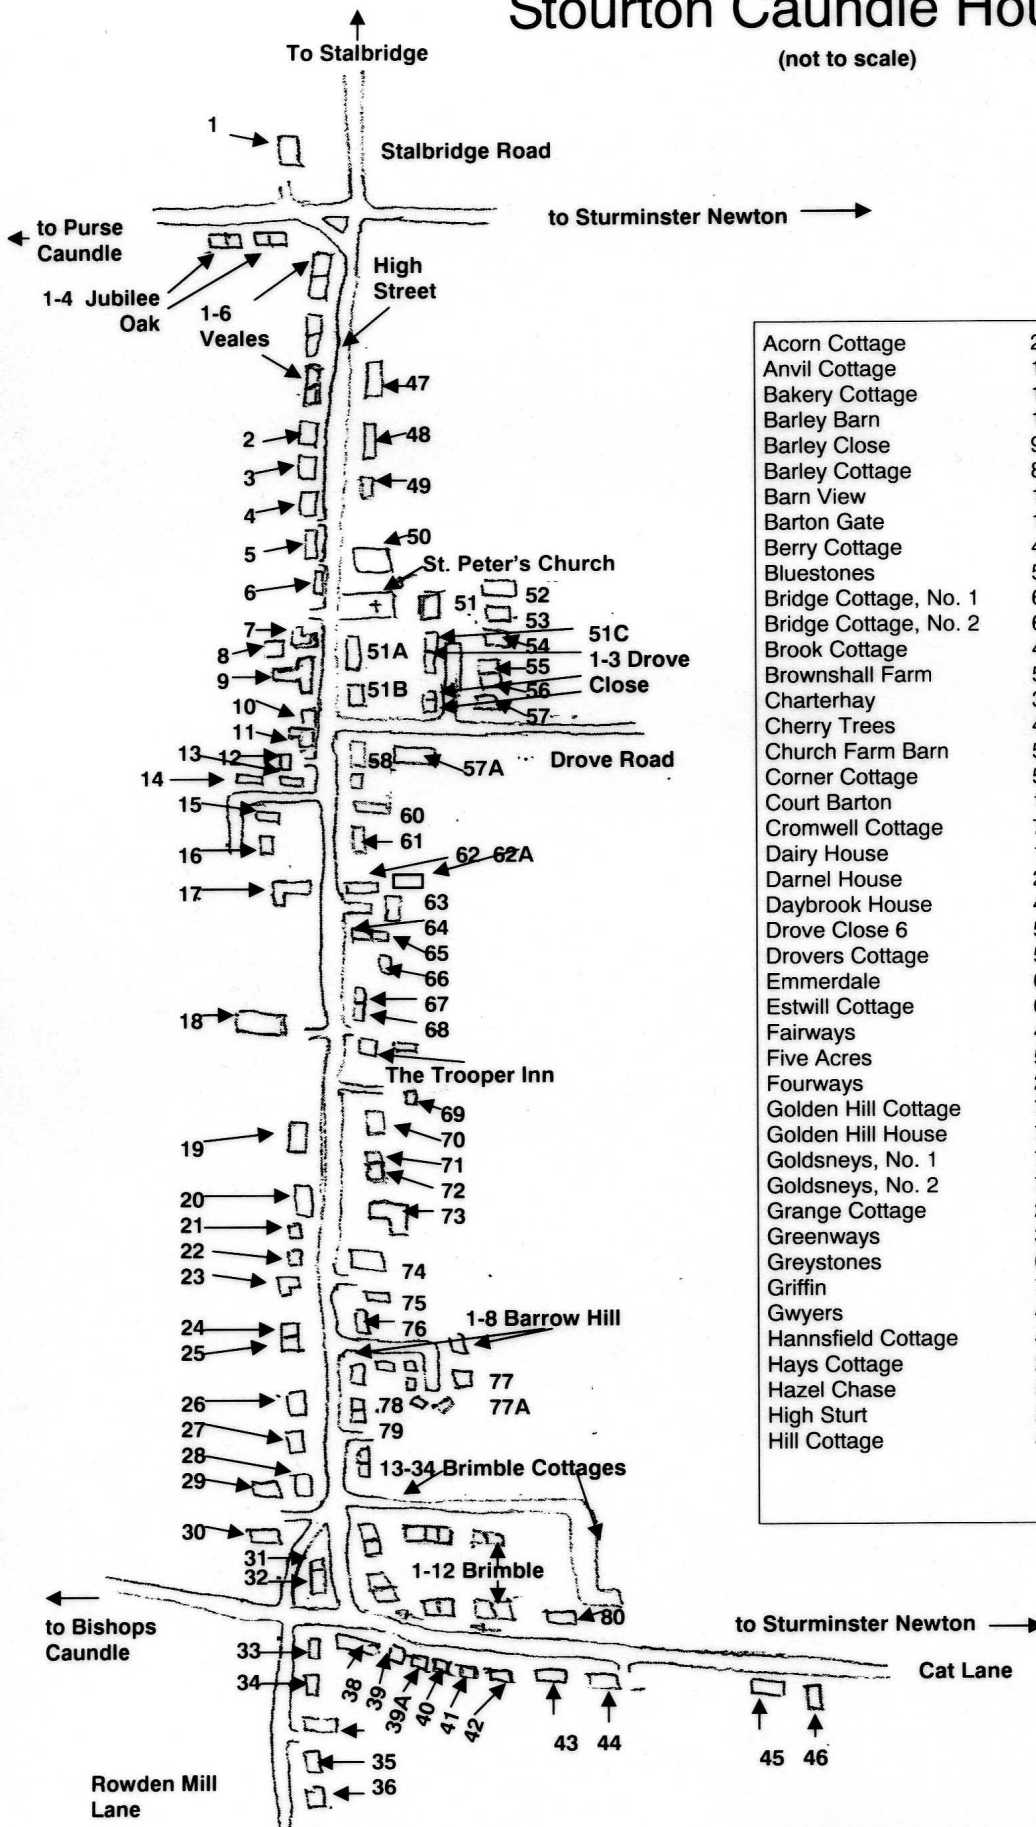 Stourton Caundle Hou
(not to scale)
To Stalbridge
1
Stalbridge Road
to Sturminster Newton
to Purse
Caundle
High
Street
1-4 Jubilee
Oak
1-6
Veales
47
2
48
3
49
4
50
5
St. Peter's Church
6
52
51
53
7
51C
51A
54
8
1-3 Drove
55
9
Close
51B
56
10
57
11
13
12
58
57A
Drove Road
14
15
60
61
16
62
62A
17
63
64
65
66
67
18
68
The Trooper Inn
69
19
70
71
72
20
73
21
22
74
23
75
1-8 Barrow Hill
24
76
25
77
26
78
77A
27
79
28
13-34 Brimble Cottages
29
30
31
1-12 Brimble
32
80
to Bishops
Caundle
to Sturminster Newton
33
Cat Lane
34
38
39
39A
40
41
42
43
44
45
46
35
36
Rowden Mill
Lane
Acorn Cottage
Anvil Cottage
Bakery Cottage
Barley Barn
Barley Close
Barley Cottage
Barn View
Barton Gate
Berry Cottage
Bluestones
Bridge Cottage, No. 1
Bridge Cottage, No. 2
Brook Cottage
Brownshall Farm
Charterhay
Cherry Trees
Church Farm Barn
Corner Cottage
Court Barton
Cromwell Cottage
Dairy House
Darnel House
Daybrook House
Drove Close 6
Drovers Cottage
Emmerdale
Estwill Cottage
Fairways
Five Acres
Fourways
Golden Hill Cottage
Golden Hill House
Goldsneys, No. 1
Goldsneys, No. 2
Grange Cottage
Greenways
Greystones
Griffin
Gwyers
Hannsfield Cottage
Hays Cottage
Hazel Chase
High Sturt
Hill Cottage